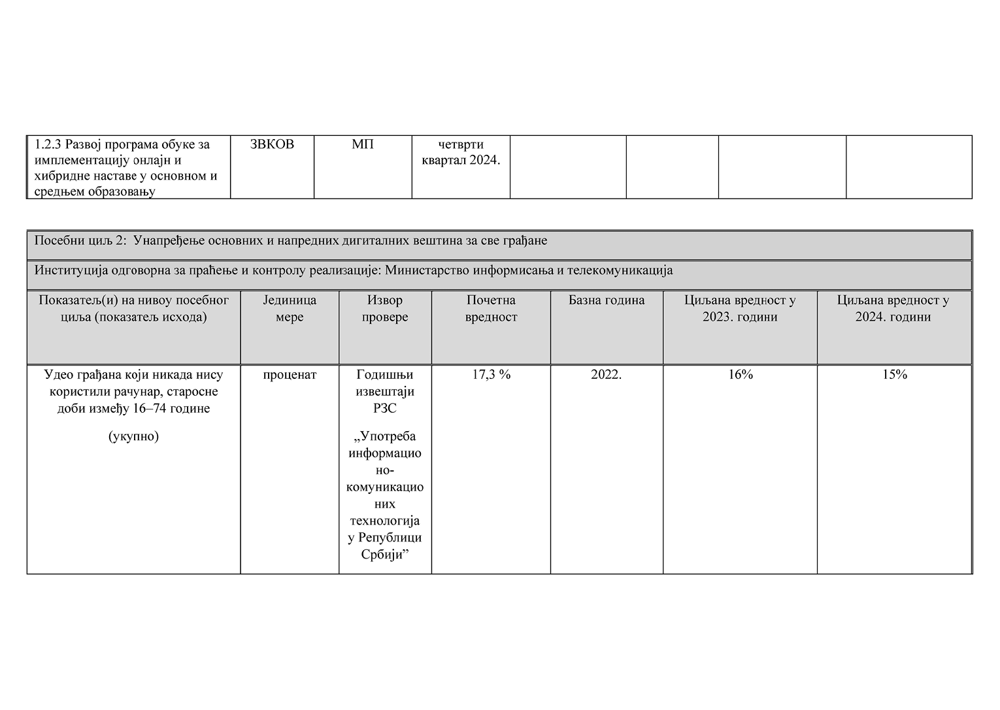 1.2.3 Развој програма обуке за
имплементацију онлајн и
хибридне наставе у основном и
средњем образовању
ЗВКОВ
МП
четврти
квартал 2024.
Посебни циљ 2:  Унапређење основних и напредних дигиталних вештина за све грађане
Институција одговорна за праћење и контролу реализације: Министарство информисања и телекомуникација
Показатељ(и) на нивоу посебног
циља (показатељ исхода)
Јединица
мере
Извор
провере
Почетна
вредност
Базна година
Циљана вредност у
2023. години
Циљана вредност у
2024. години
Удео грађана који никада нису
користили рачунар, старосне
доби између 16–74 године
(укупно)
проценат
Годишњи
извештаји
РЗС
„Употреба
информацио
но-
комуникацио
них
технологија
у Републици
Србији”
17,3 %
2022.
16%
15%